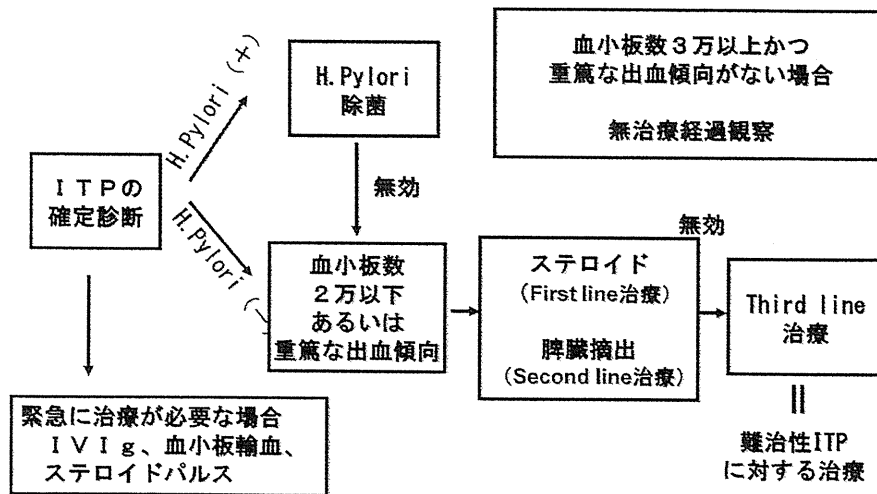 H.Pylori（＋）
H.Pylori
除菌
血小板数３万以上かつ
重篤な出血傾向がない場合
無治療経過観察
ＩＴＰの
確定診断
無効
H.Pylori（－）
血小板数
２万以下
あるいは
重篤な出血傾向
無効
ステロイド
（First line治療）
脾臓摘出
（Second line治療）
Third line
治療
||
難治性ITP
に対する治療
緊急に治療が必要な場合
ＩＶＩｇ、血小板輸血、
ステロイドパルス